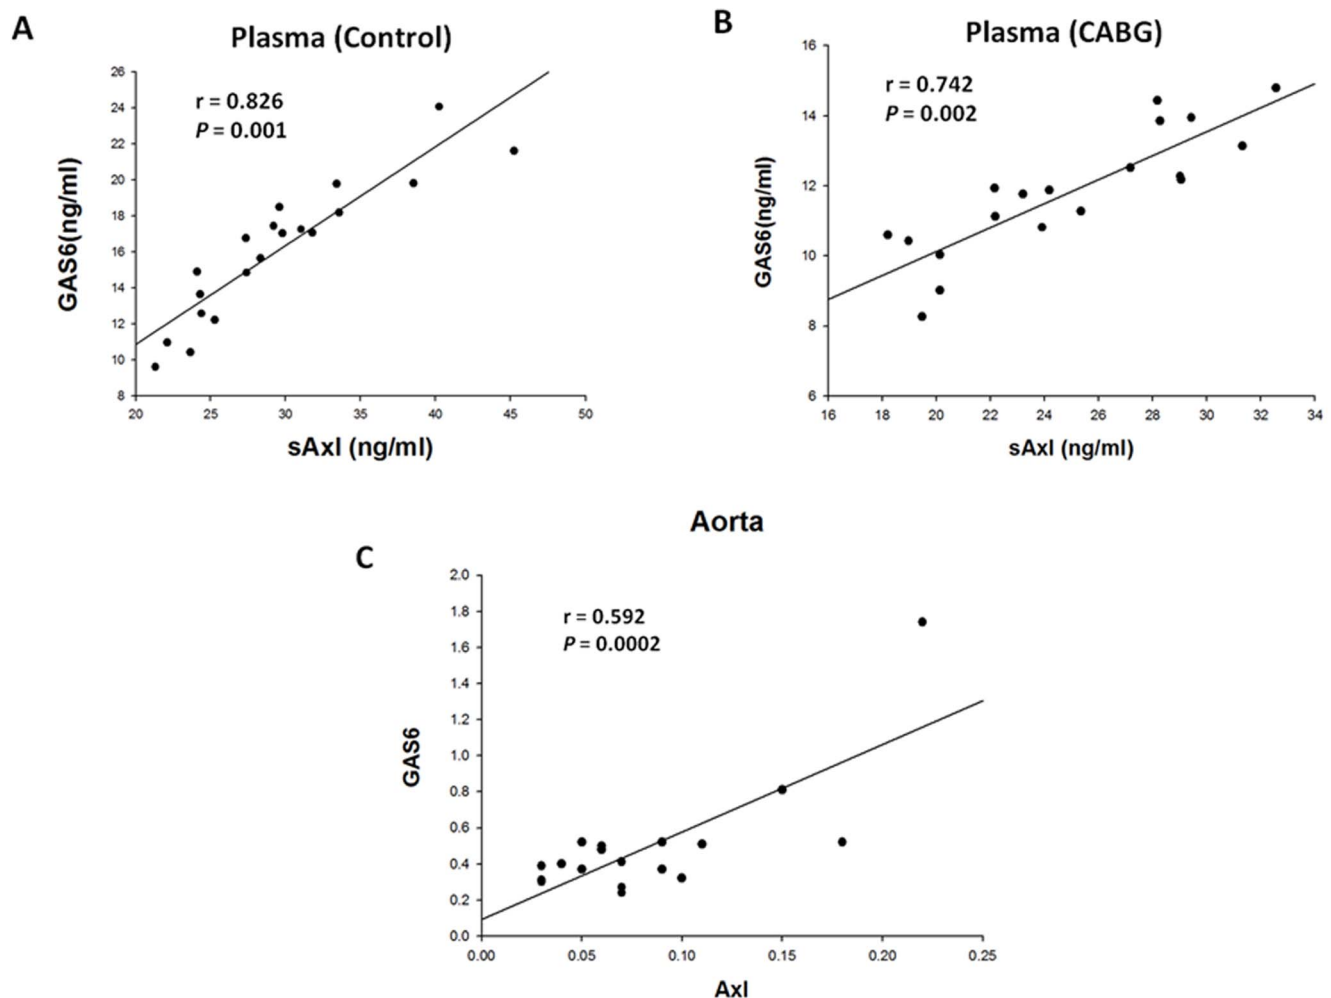 A
Plasma (Control)
r = 0.826
P = 0.001
GAS6(ng/ml)
26
24
22
20
18
16
14
12
10
8
20 25 30 35 40 45 50
sAxl (ng/ml)
B
Plasma (CABG)
r = 0.742
P = 0.002
GAS6(ng/ml)
16
14
12
10
8
6
16 18 20 22 24 26 28 30 32 34
sAxl (ng/ml)
Aorta
C
r = 0.592
P = 0.0002
GAS6
2.0
1.8
1.6
1.4
1.2
1.0
0.8
0.6
0.4
0.2
0.0
0.00 0.05 0.10 0.15 0.20 0.25
Axl